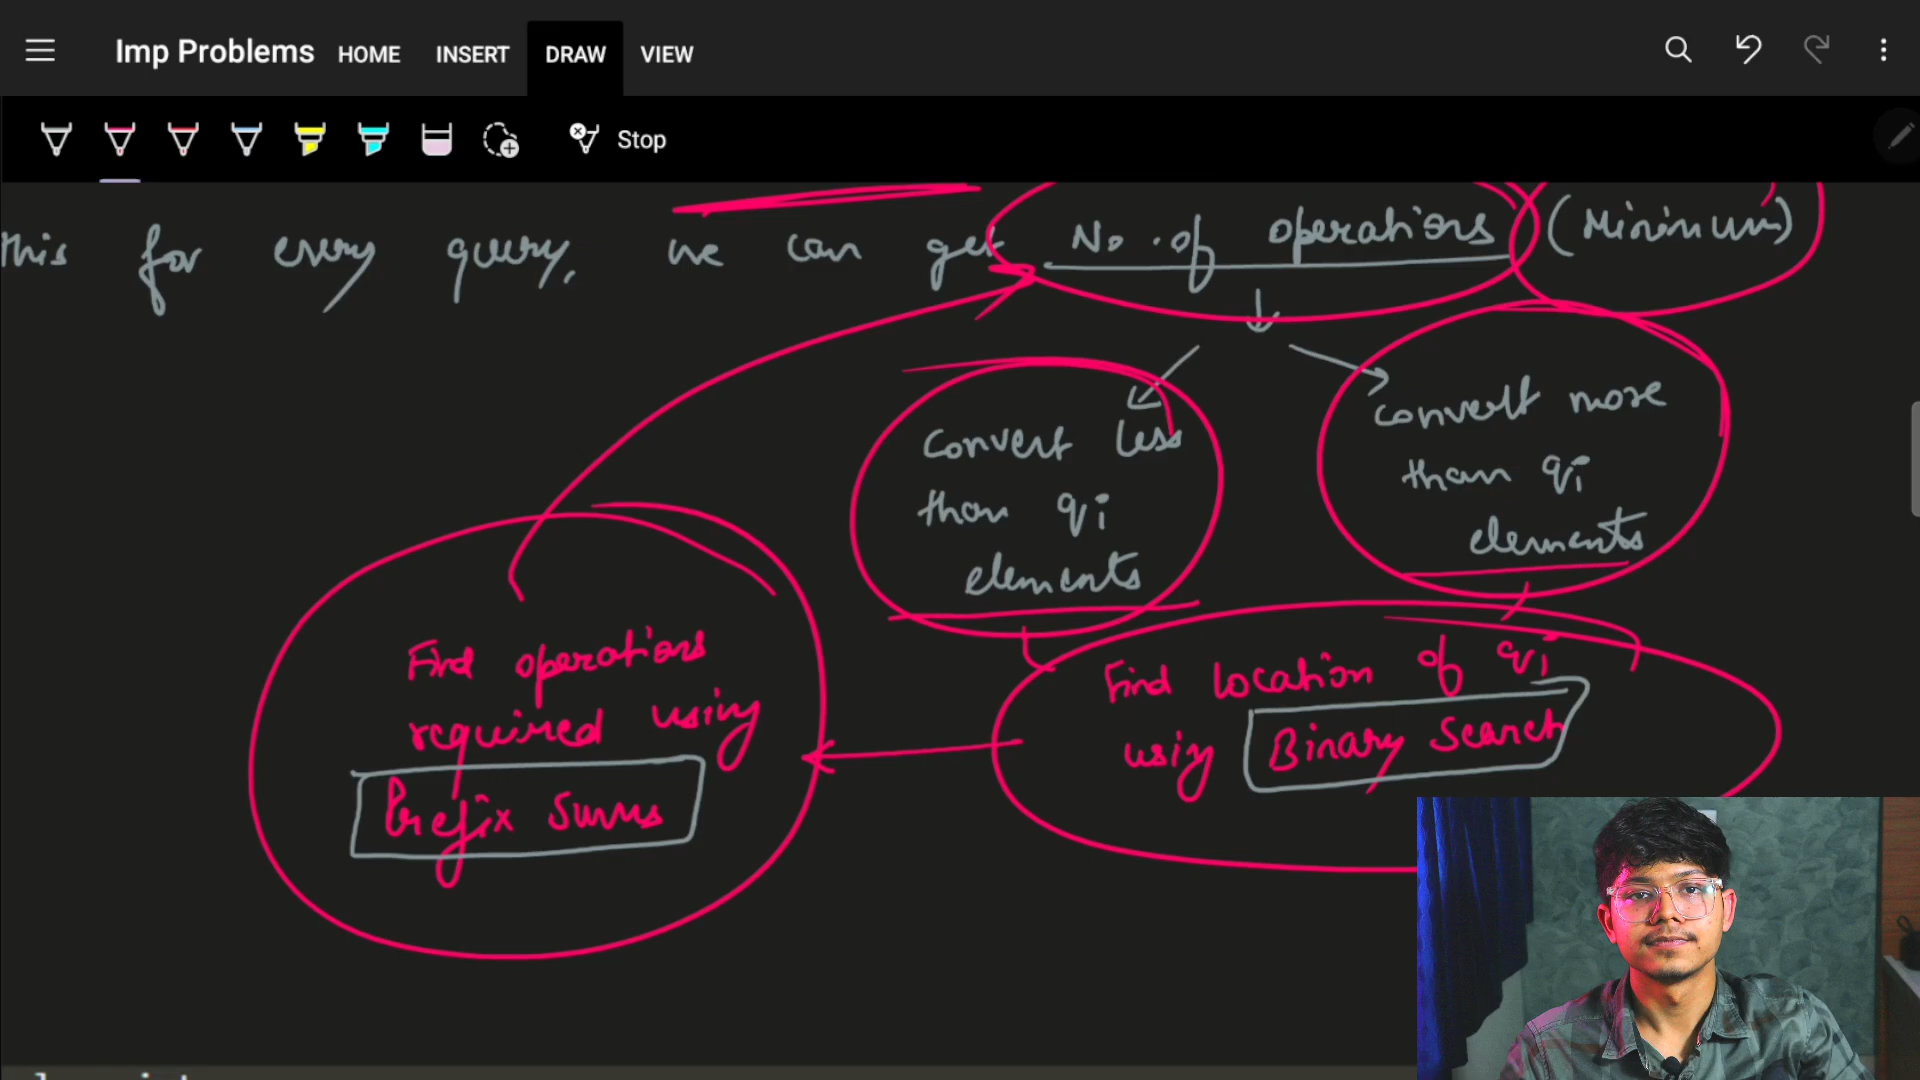 Imp Problems HOME INSERT DRAW VIEW
Stop
this for every query, we can get No. of operations (Minimum)
Convert less
than qi
elements
convert more
than qi
elements
Find operations
required using
Prefix Sums
Find location of qi
using Binary Search